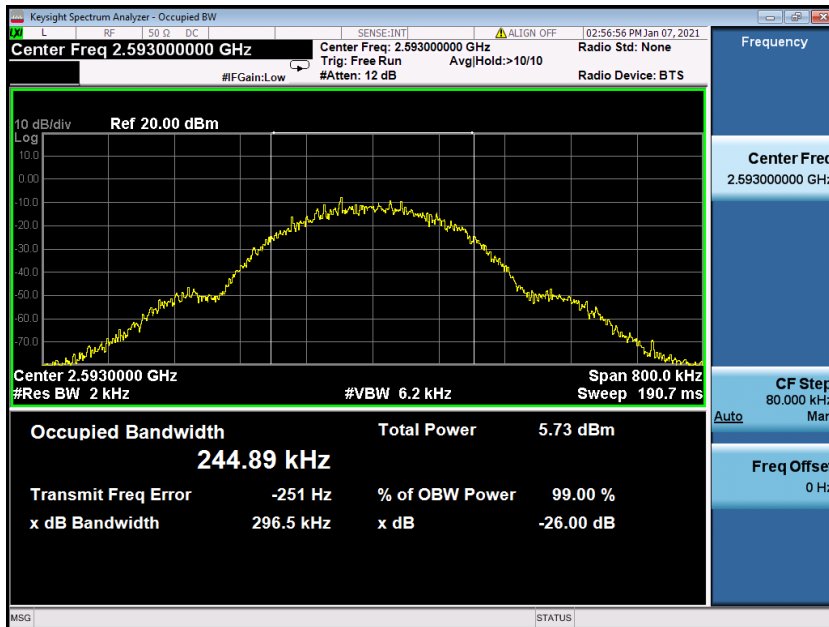 Keysight Spectrum Analyzer - Occupied BW
LXI L RF 50 Ω DC SENSE:INT ALIGN OFF 02:56:56 PM Jan 07, 2021
Center Freq 2.593000000 GHz
Center Freq: 2.593000000 GHz Radio Std: None
Trig: Free Run Avg|Hold:>10/10
#IFGain:Low #Atten: 12 dB Radio Device: BTS
Frequency
10 dB/div Ref 20.00 dBm
Log
10.0
0.00
-10.0
-20.0
-30.0
-40.0
-50.0
-60.0
-70.0
Center Freq
2.593000000 GHz
Center 2.5930000 GHz Span 800.0 kHz
#Res BW 2 kHz #VBW 6.2 kHz Sweep 190.7 ms
CF Step
80.000 kHz
Auto Man
Occupied Bandwidth Total Power 5.73 dBm
244.89 kHz
Transmit Freq Error -251 Hz % of OBW Power 99.00 %
x dB Bandwidth 296.5 kHz x dB -26.00 dB
Freq Offset
0 Hz
MSG STATUS